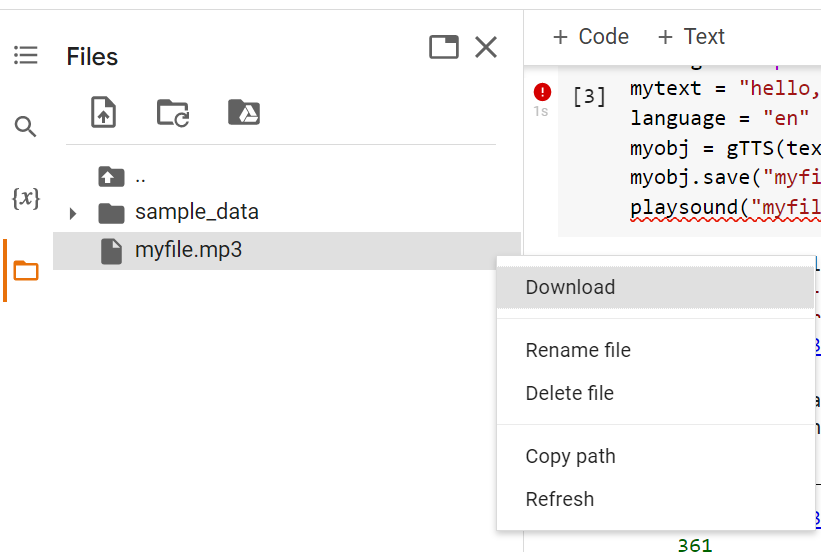 Files
+ Code + Text
{x}
..
sample_data
myfile.mp3
[3]
1s
mytext = "hello,
language = "en"
myobj = gTTS(tex
myobj.save("myfi
playsound("myfil
Download
Rename file
Delete file
Copy path
Refresh
361